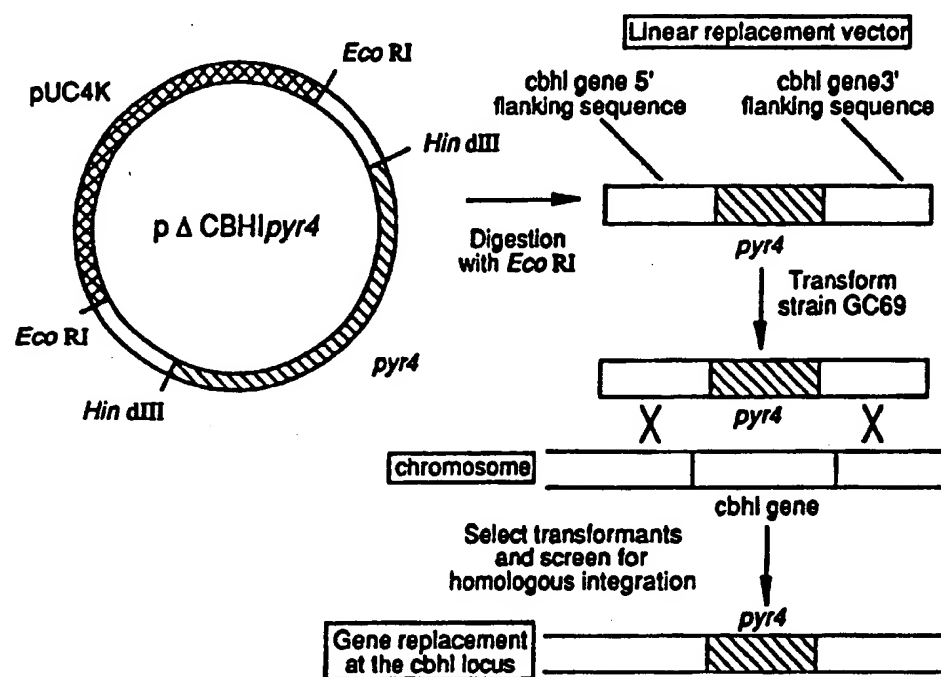 Eco RI
pUC4K
Hin dIII
p Δ CBHIpyr4
Eco RI
Hin dIII
pyr4
Digestion
with Eco RI
Linear replacement vector
cbhI gene 5'
flanking sequence
cbhI gene3'
flanking sequence
pyr4
Transform
strain GC69
pyr4
X
X
chromosome
cbhI gene
Select transformants
and screen for
homologous integration
pyr4
Gene replacement
at the cbhI locus